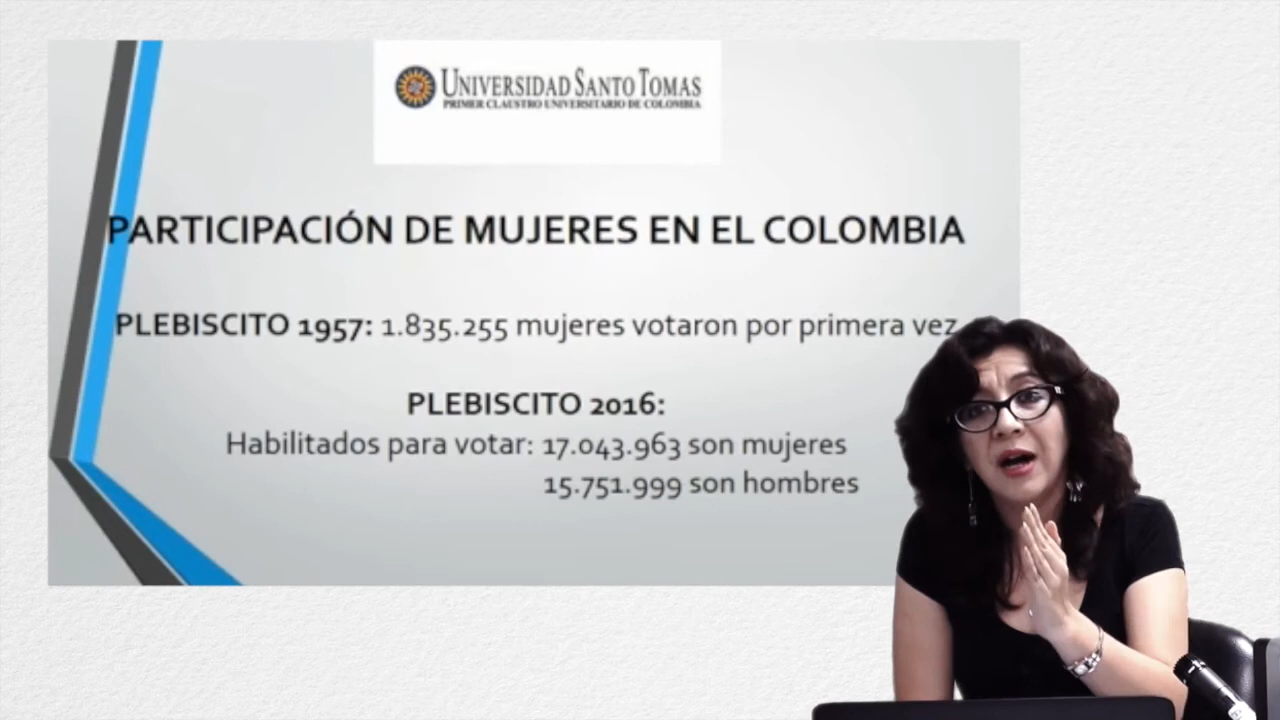 UNIVERSIDAD SANTO TOMAS
PRIMER CLAUSTRO UNIVERSITARIO DE COLOMBIA
PARTICIPACIÓN DE MUJERES EN EL COLOMBIA
PLEBISCITO 1957: 1.835.255 mujeres votaron por primera vez
PLEBISCITO 2016:
Habilitados para votar: 17.043.963 son mujeres
15.751.999 son hombres